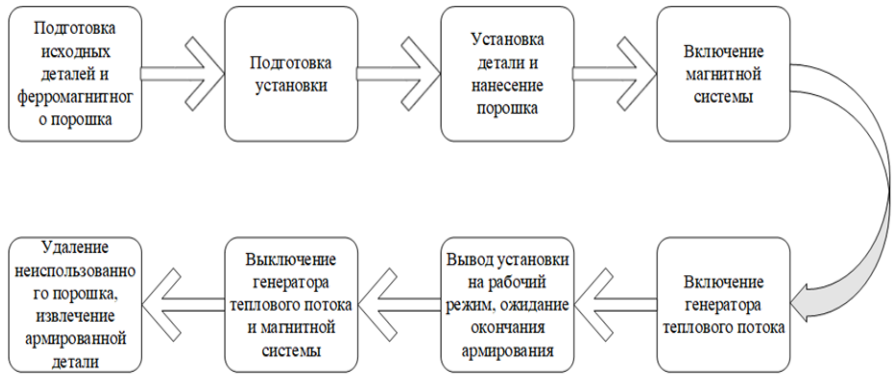 Подготовка
исходных
деталей и
ферромагнитног
о порошка
Подготовка
установки
Установка
детали и
нанесение
порошка
Включение
магнитной
системы
Включение
генератора
теплового потока
Вывод установки
на рабочий
режим, ожидание
окончания
армирования
Выключение
генератора
теплового потока
и магнитной
системы
Удаление
неиспользованно
го порошка,
извлечение
армированной
детали